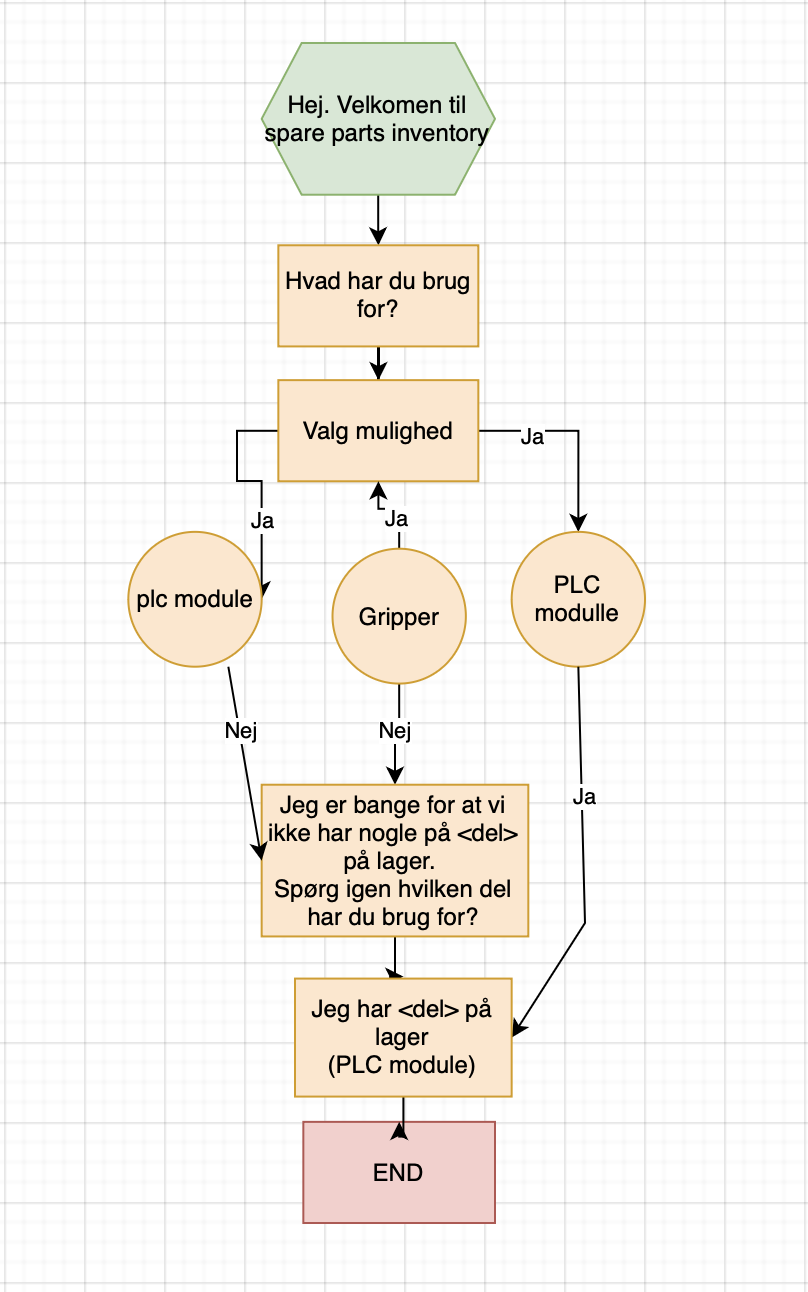 Hej. Velkomen til
spare parts inventory
Hvad har du brug
for?
Valg mulighed
Ja
Ja
Ja
plc module
Gripper
PLC
modulle
Nej
Nej
Ja
Jeg er bange for at vi
ikke har nogle på <del>
på lager.
Spørg igen hvilken del
har du brug for?
Jeg har <del> på
lager
(PLC module)
END